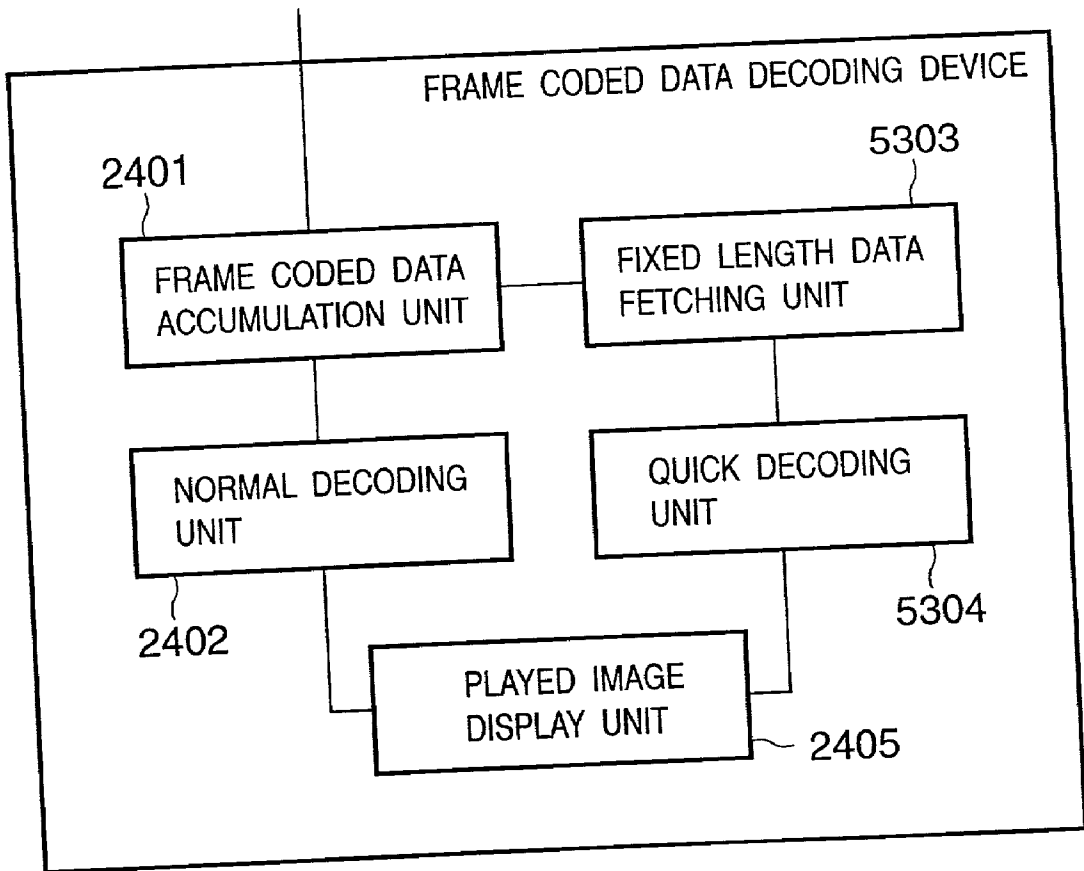 FRAME CODED DATA DECODING DEVICE
2401
5303
FRAME CODED DATA
ACCUMULATION UNIT
FIXED LENGTH DATA
FETCHING UNIT
NORMAL DECODING
UNIT
QUICK DECODING
UNIT
2402
5304
PLAYED IMAGE
DISPLAY UNIT
2405